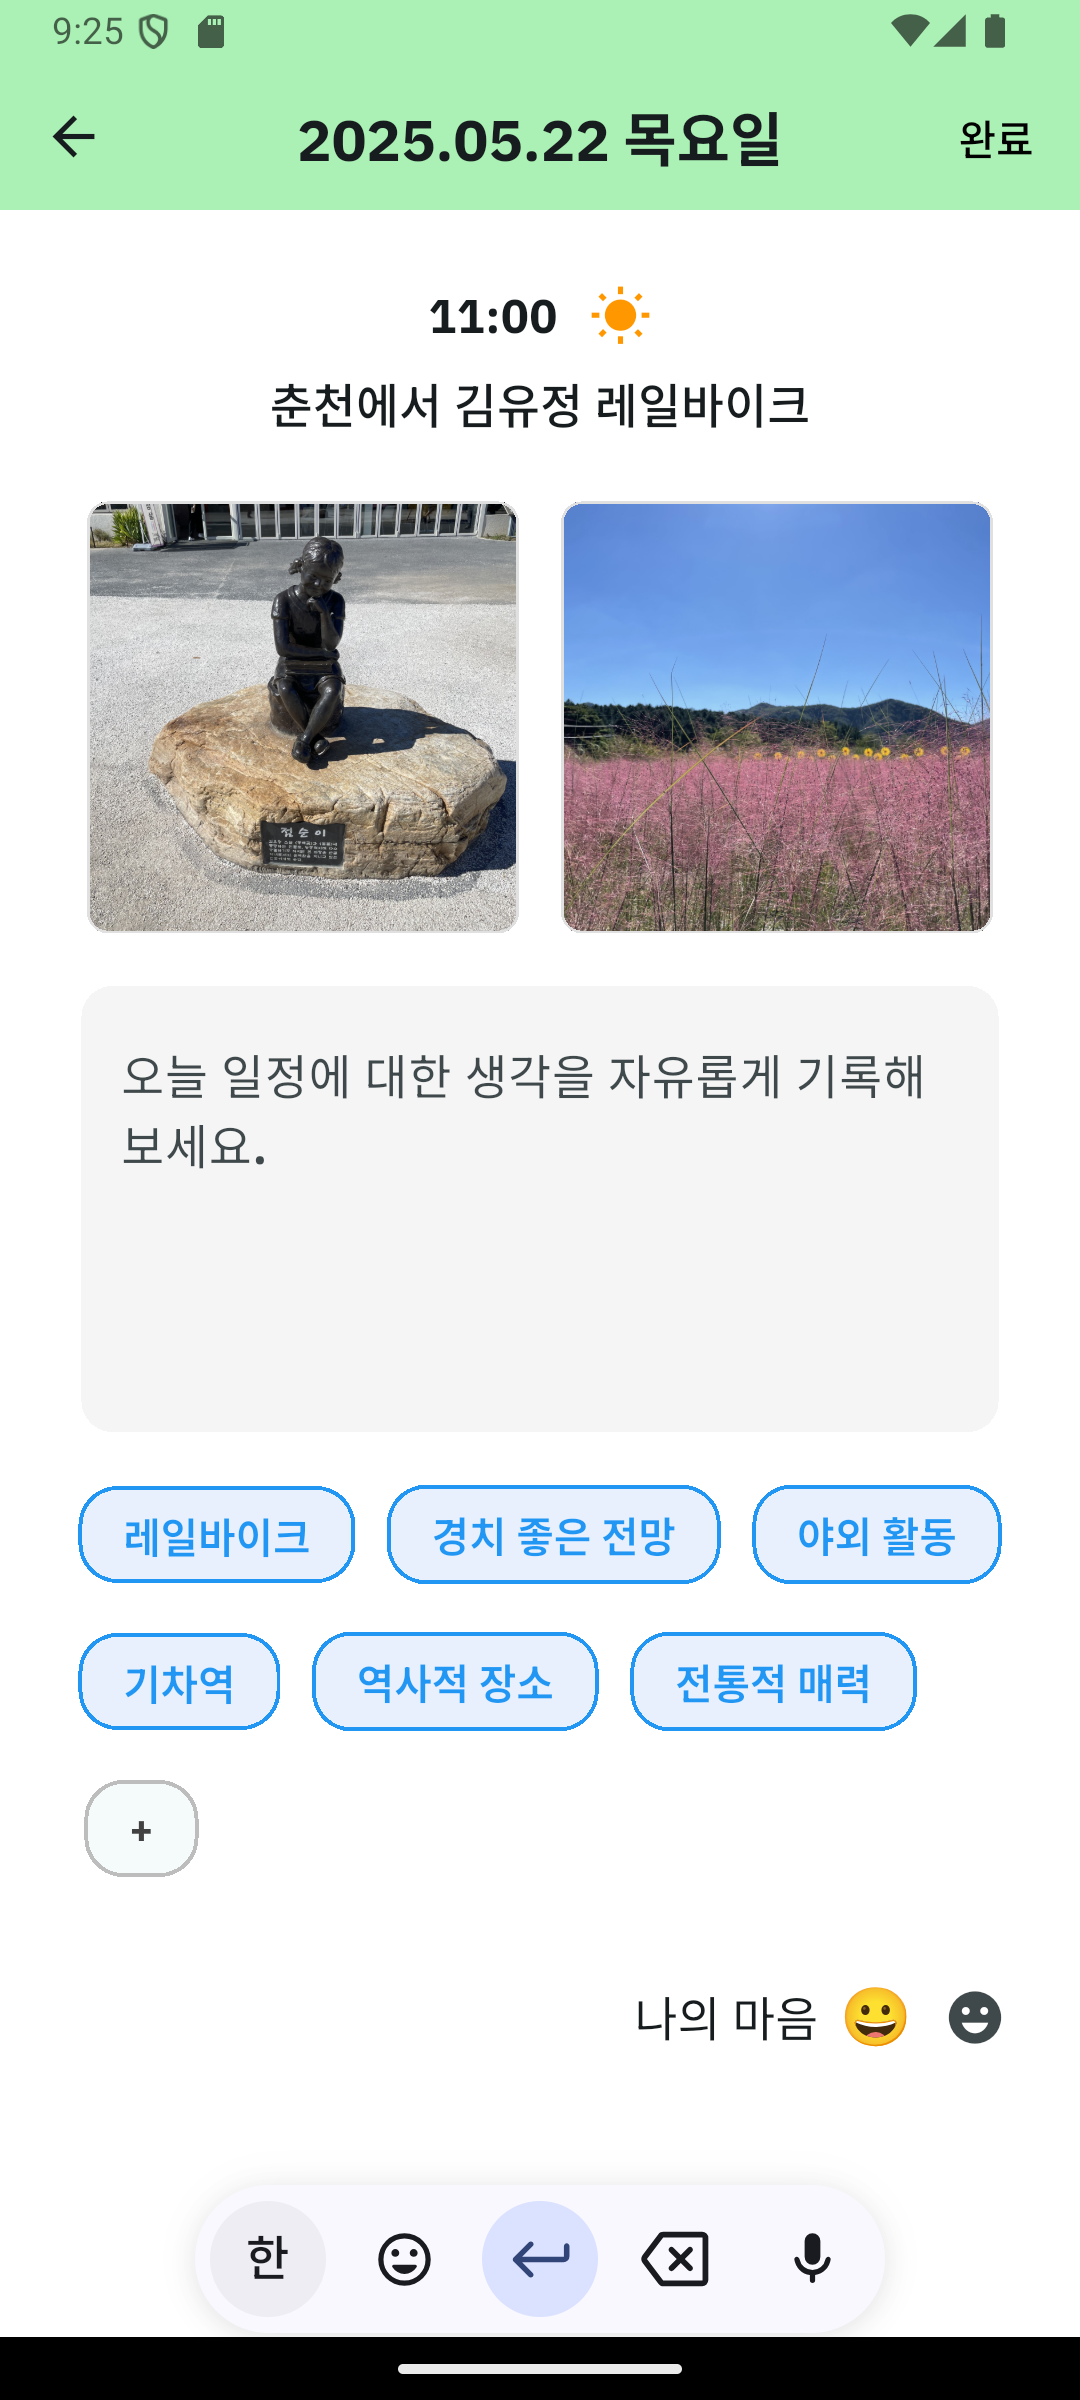 9:25
2025.05.22 목요일
완료
11:00
춘천에서 김유정 레일바이크
점순이
오늘 일정에 대한 생각을 자유롭게 기록해
보세요.
레일바이크 경치 좋은 전망 야외 활동
기차역 역사적 장소 전통적 매력
+
나의 마음
한